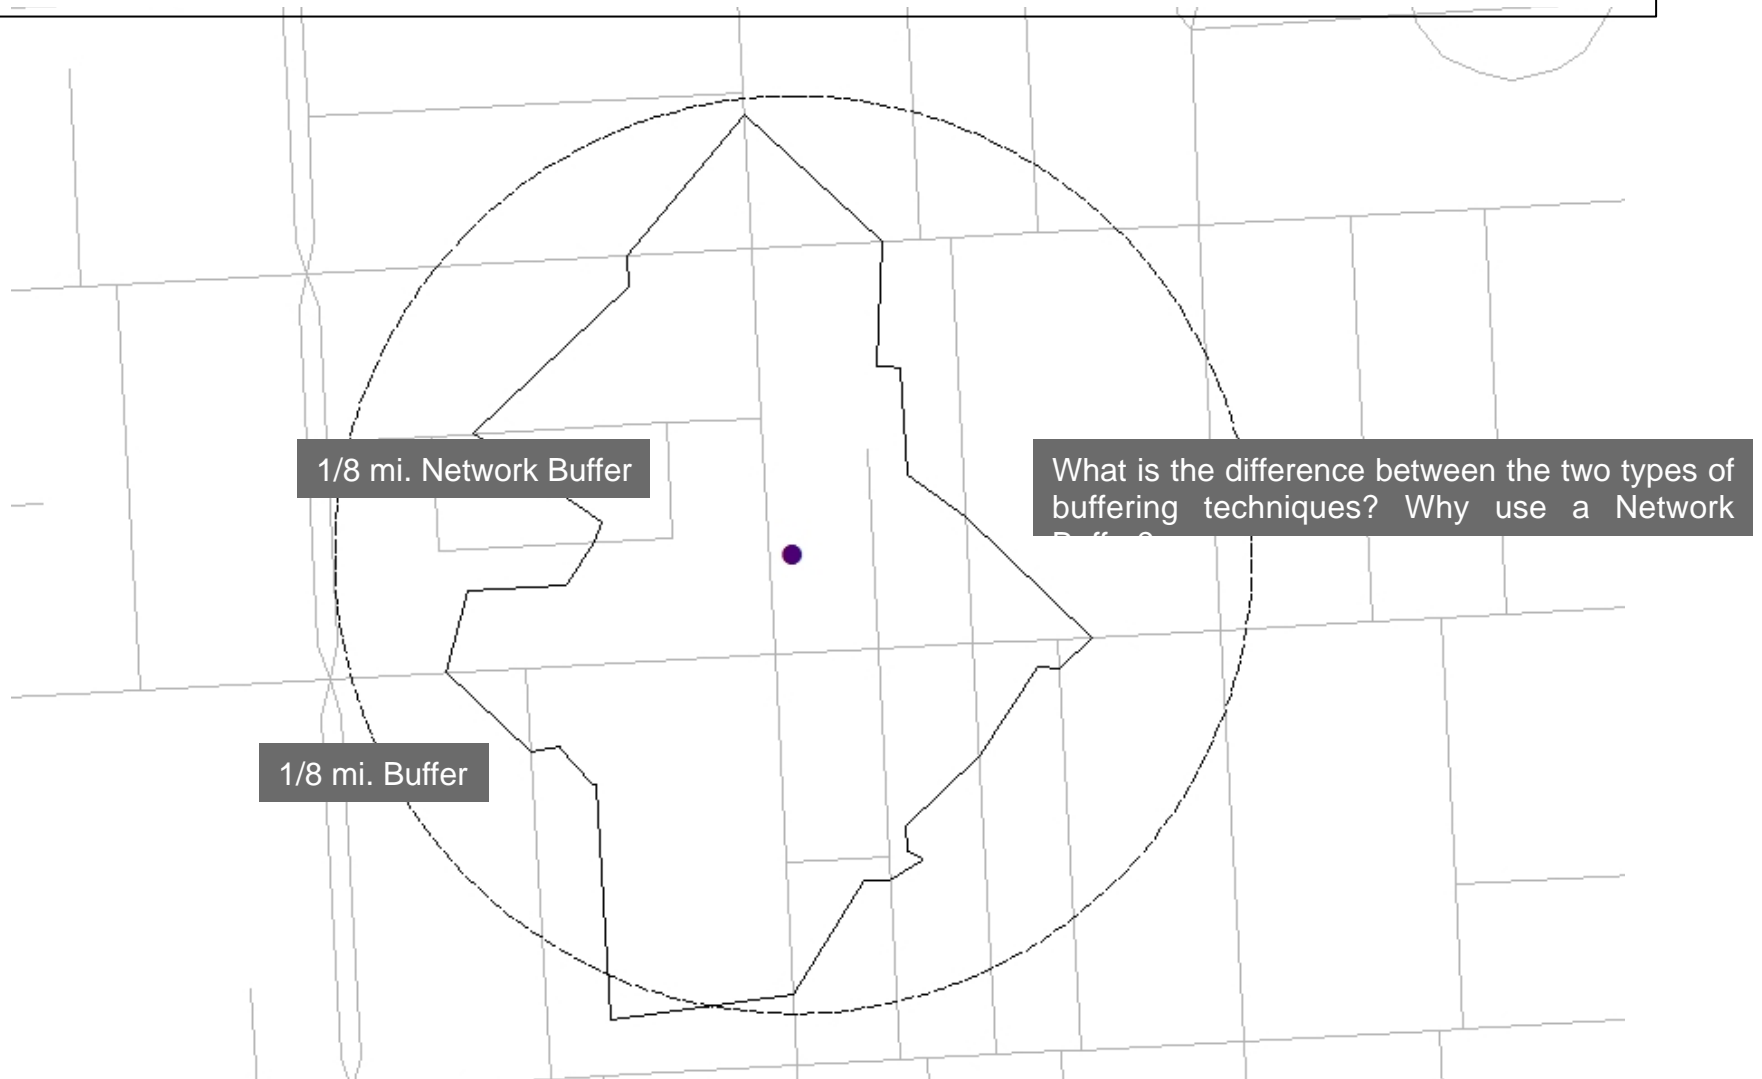 1/8 mi. Network Buffer
What is the difference between the two types of
buffering techniques? Why use a Network
1/8 mi. Buffer